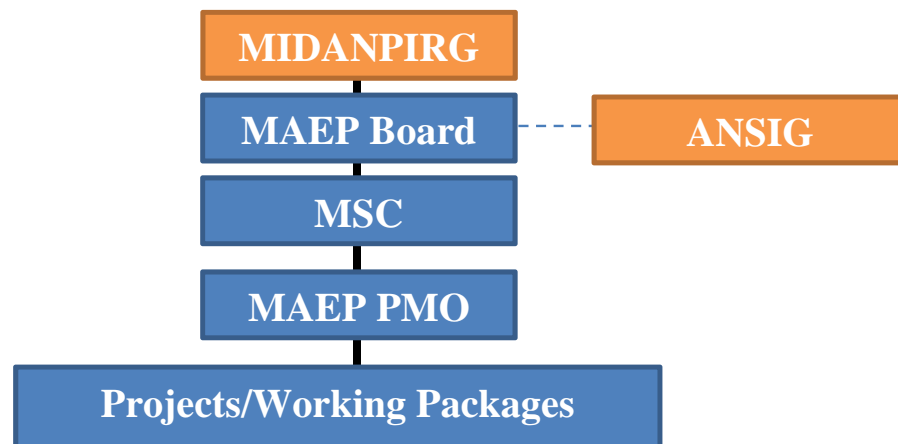 MIDANPIRG
MAEP Board
ANSIG
MSC
MAEP PMO
Projects/Working Packages